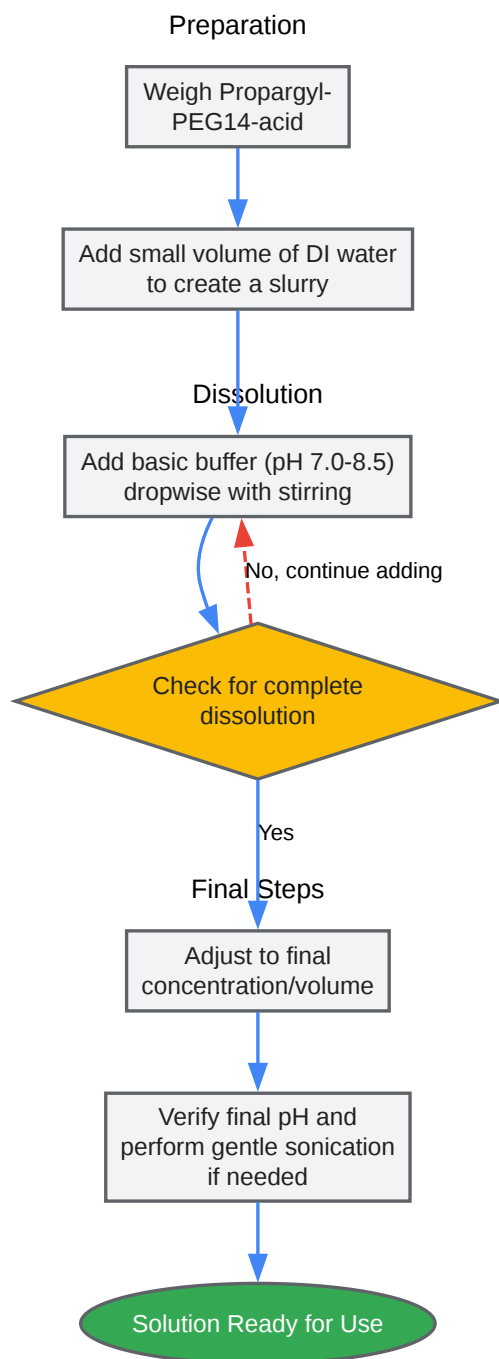 Preparation
Weigh Propargyl-
PEG14-acid
Add small volume of DI water
to create a slurry
Dissolution
Add basic buffer (pH 7.0-8.5)
dropwise with stirring
No, continue adding
Check for complete
dissolution
Yes
Final Steps
Adjust to final
concentration/volume
Verify final pH and
perform gentle sonication
if needed
Solution Ready for Use